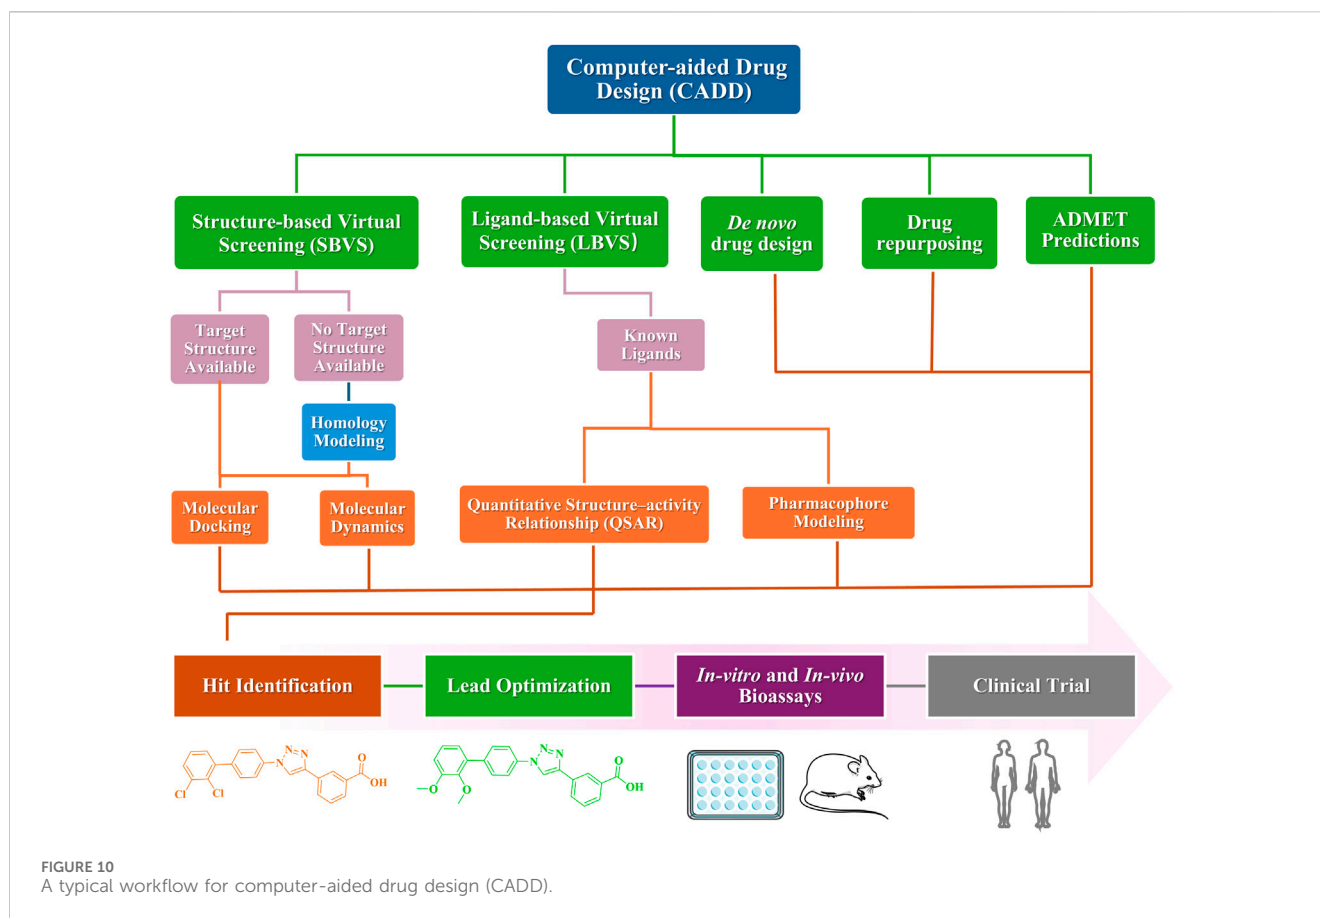 Computer-aided Drug
Design (CADD)
Structure-based Virtual
Screening (SBVS)
Ligand-based Virtual
Screening (LBVS)
De novo
drug design
Drug
repurposing
ADMET
Predictions
Target
Structure
Available
No Target
Structure
Available
Known
Ligands
Homology
Modeling
Molecular
Docking
Molecular
Dynamics
Quantitative Structure–activity
Relationship (QSAR)
Pharmacophore
Modeling
Hit Identification
Lead Optimization
In-vitro and In-vivo
Bioassays
Clinical Trial
Cl
Cl
N
N
N
O
OH
O
O
N
N
N
O
OH
FIGURE 10
A typical workflow for computer-aided drug design (CADD).